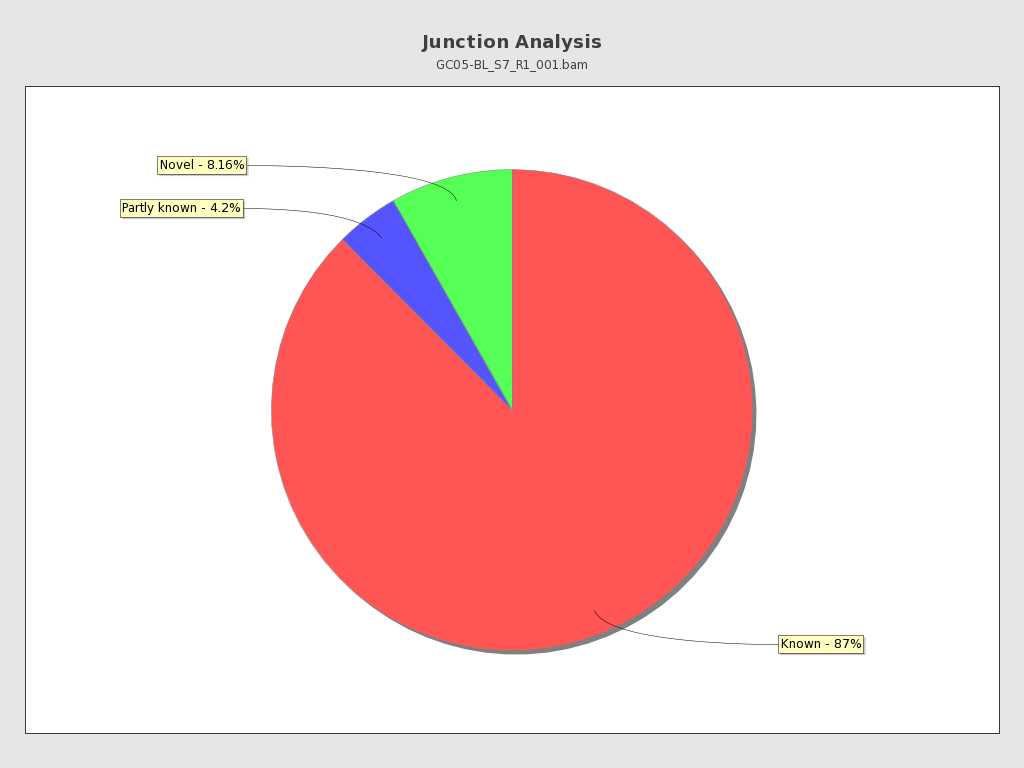 Junction Analysis
GC05-BL_S7_R1_001.bam
Novel - 8.16%
Partly known - 4.2%
Known - 87%